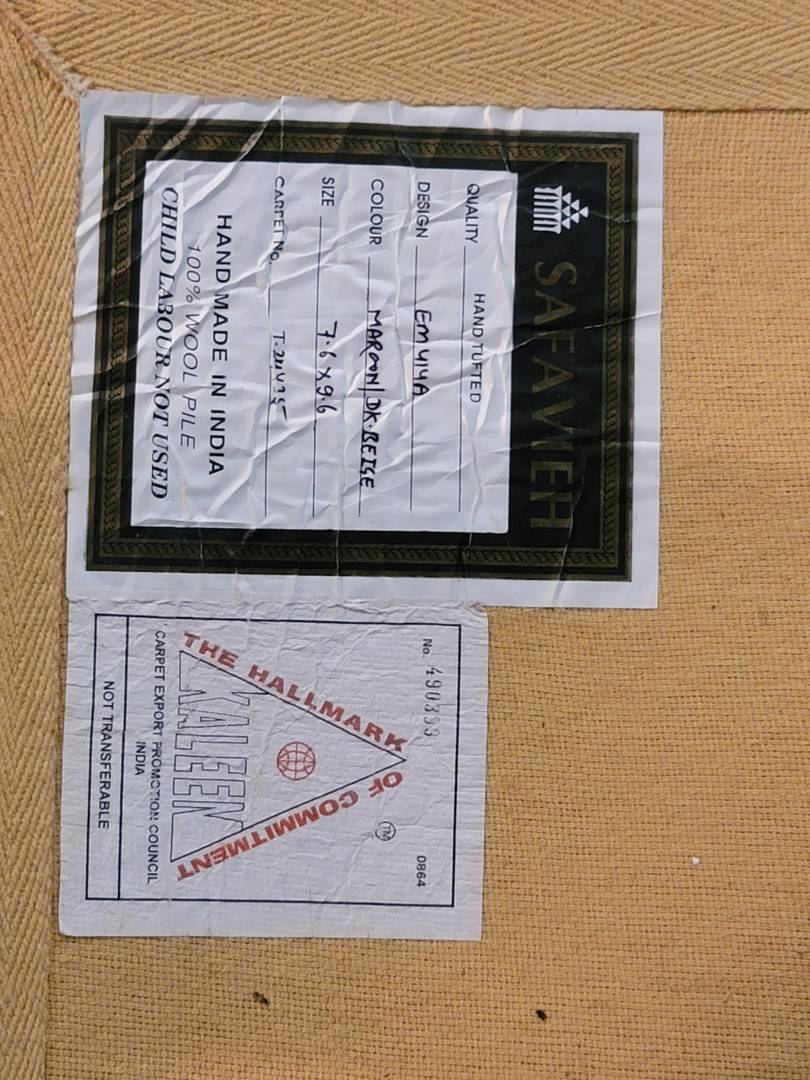 SAFAVIEH
QUALITY HAND TUFTED
DESIGN EM414A
COLOUR MAROON/DK.BEIGE
SIZE 7.6 x 9.6
CARPET No.
HAND MADE IN INDIA
100% WOOL PILE
CHILD LABOUR NOT USED
No. 0864
TM
THE HALLMARK OF COMMITMENT
KALEEN
CARPET EXPORT PROMOTION COUNCIL
INDIA
NOT TRANSFERABLE